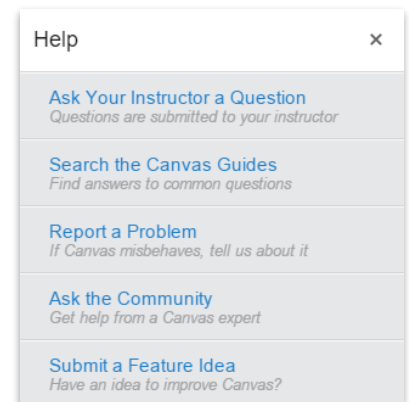 Help ×
Ask Your Instructor a Question
Questions are submitted to your instructor
Search the Canvas Guides
Find answers to common questions
Report a Problem
If Canvas misbehaves, tell us about it
Ask the Community
Get help from a Canvas expert
Submit a Feature Idea
Have an idea to improve Canvas?